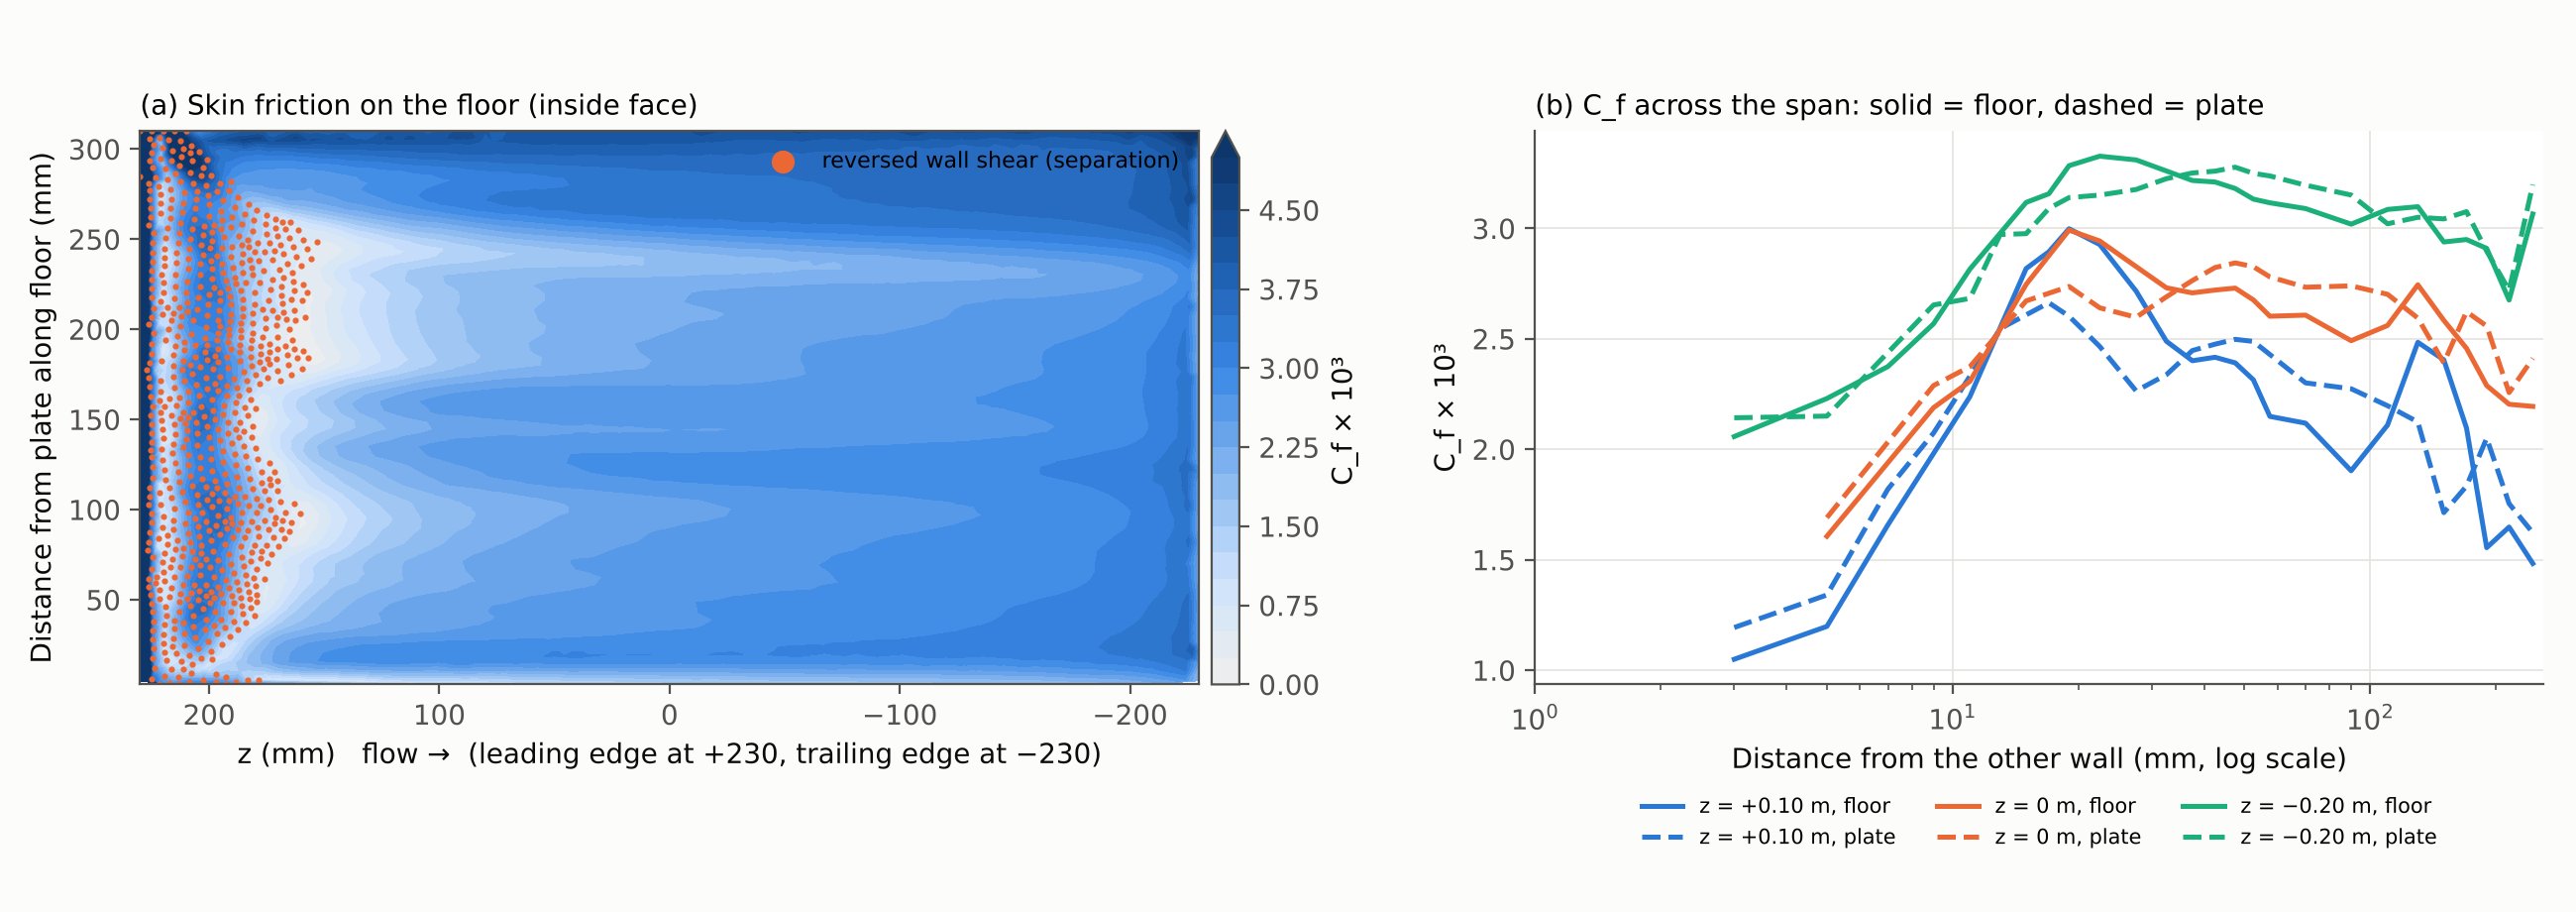 (a) Skin friction on the floor (inside face)
reversed wall shear (separation)
Distance from plate along floor (mm)
300
250
200
150
100
50
200
100
0
−100
−200
z (mm)   flow →  (leading edge at +230, trailing edge at −230)
4.50
3.75
3.00
2.25
1.50
0.75
0.00
C_f × 10³
(b) C_f across the span: solid = floor, dashed = plate
C_f × 10³
3.0
2.5
2.0
1.5
1.0
10⁰
10¹
10²
Distance from the other wall (mm, log scale)
z = +0.10 m, floor
z = 0 m, floor
z = −0.20 m, floor
z = +0.10 m, plate
z = 0 m, plate
z = −0.20 m, plate